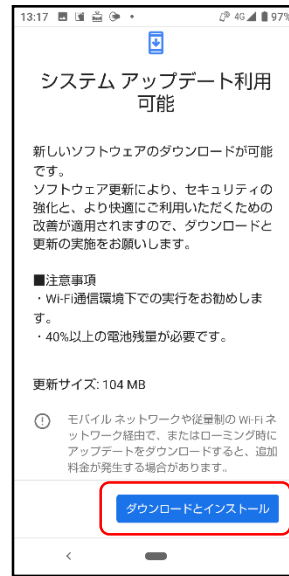 13:17 4G 97%
システム アップデート利用
可能
新しいソフトウェアのダウンロードが可能
です。
ソフトウェア更新により、セキュリティの
強化と、より快適にご利用いただくための
改善が適用されますので、ダウンロードと
更新の実施をお願いします。
■注意事項
・Wi-Fi通信環境下での実行をお勧めしま
す。
・40%以上の電池残量が必要です。
更新サイズ: 104 MB
モバイル ネットワークや従量制の Wi-Fi ネ
ットワーク経由で、またはローミング時に
アップデートをダウンロードすると、追加
料金が発生する場合があります。
ダウンロードとインストール